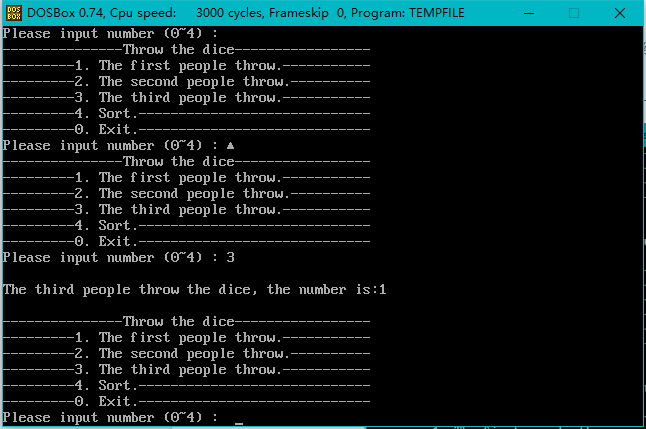 DOSBox 0.74, Cpu speed: 3000 cycles, Frameskip 0, Program: TEMPFILE
Please input number (0~4) :
---------------Throw the dice-----------------
---------1. The first people throw.-----------
---------2. The second people throw.----------
---------3. The third people throw.-----------
---------4. Sort.-----------------------------
---------0. Exit.-----------------------------
Please input number (0~4) : ▲
---------------Throw the dice-----------------
---------1. The first people throw.-----------
---------2. The second people throw.----------
---------3. The third people throw.-----------
---------4. Sort.-----------------------------
---------0. Exit.-----------------------------
Please input number (0~4) : 3
The third people throw the dice, the number is:1
---------------Throw the dice-----------------
---------1. The first people throw.-----------
---------2. The second people throw.----------
---------3. The third people throw.-----------
---------4. Sort.-----------------------------
---------0. Exit.-----------------------------
Please input number (0~4) : _